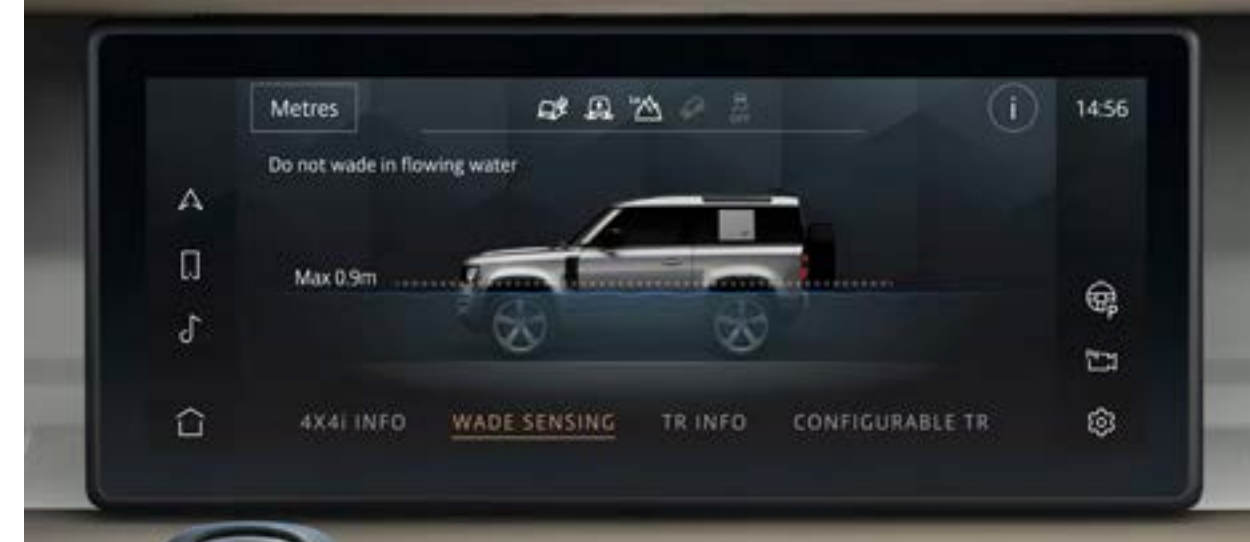 Metres
i
14:56
OFF
Do not wade in flowing water
Max 0.9m
P
4X4i INFO
WADE SENSING
TR INFO
CONFIGURABLE TR